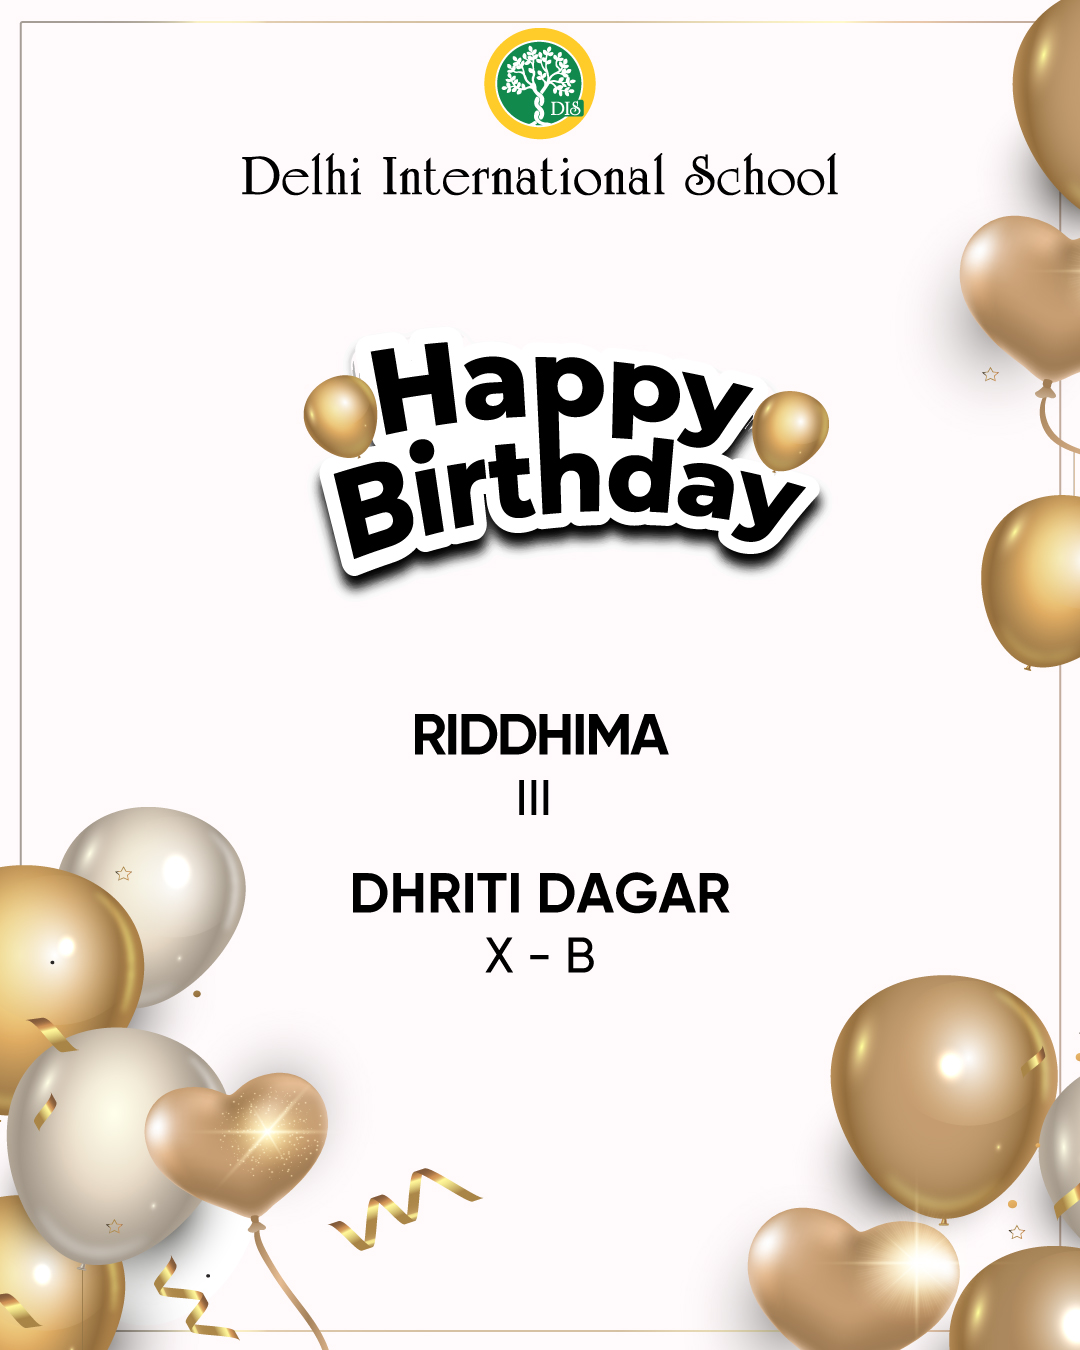 DIS
Delhi International School
Happy
Birthday
RIDDHIMA
III
DHRITI DAGAR
X - B